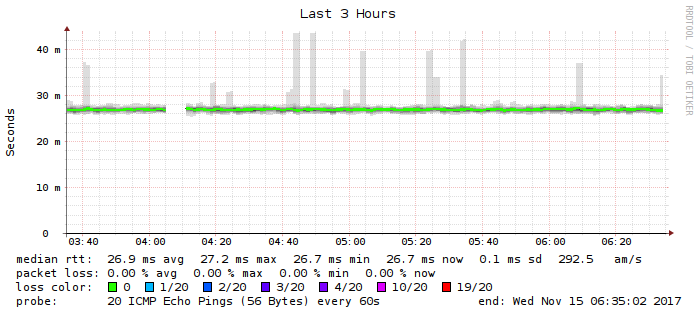 Last 3 Hours
RRDTOOL / TOBI OETIKER
Seconds
40 m
30 m
20 m
10 m
0
03:40 04:00 04:20 04:40 05:00 05:20 05:40 06:00 06:20
median rtt: 26.9 ms avg 27.2 ms max 26.7 ms min 26.7 ms now 0.1 ms sd 292.5 am/s
packet loss: 0.00 % avg 0.00 % max 0.00 % min 0.00 % now
loss color: 0 1/20 2/20 3/20 4/20 10/20 19/20
probe: 20 ICMP Echo Pings (56 Bytes) every 60s end: Wed Nov 15 06:35:02 2017